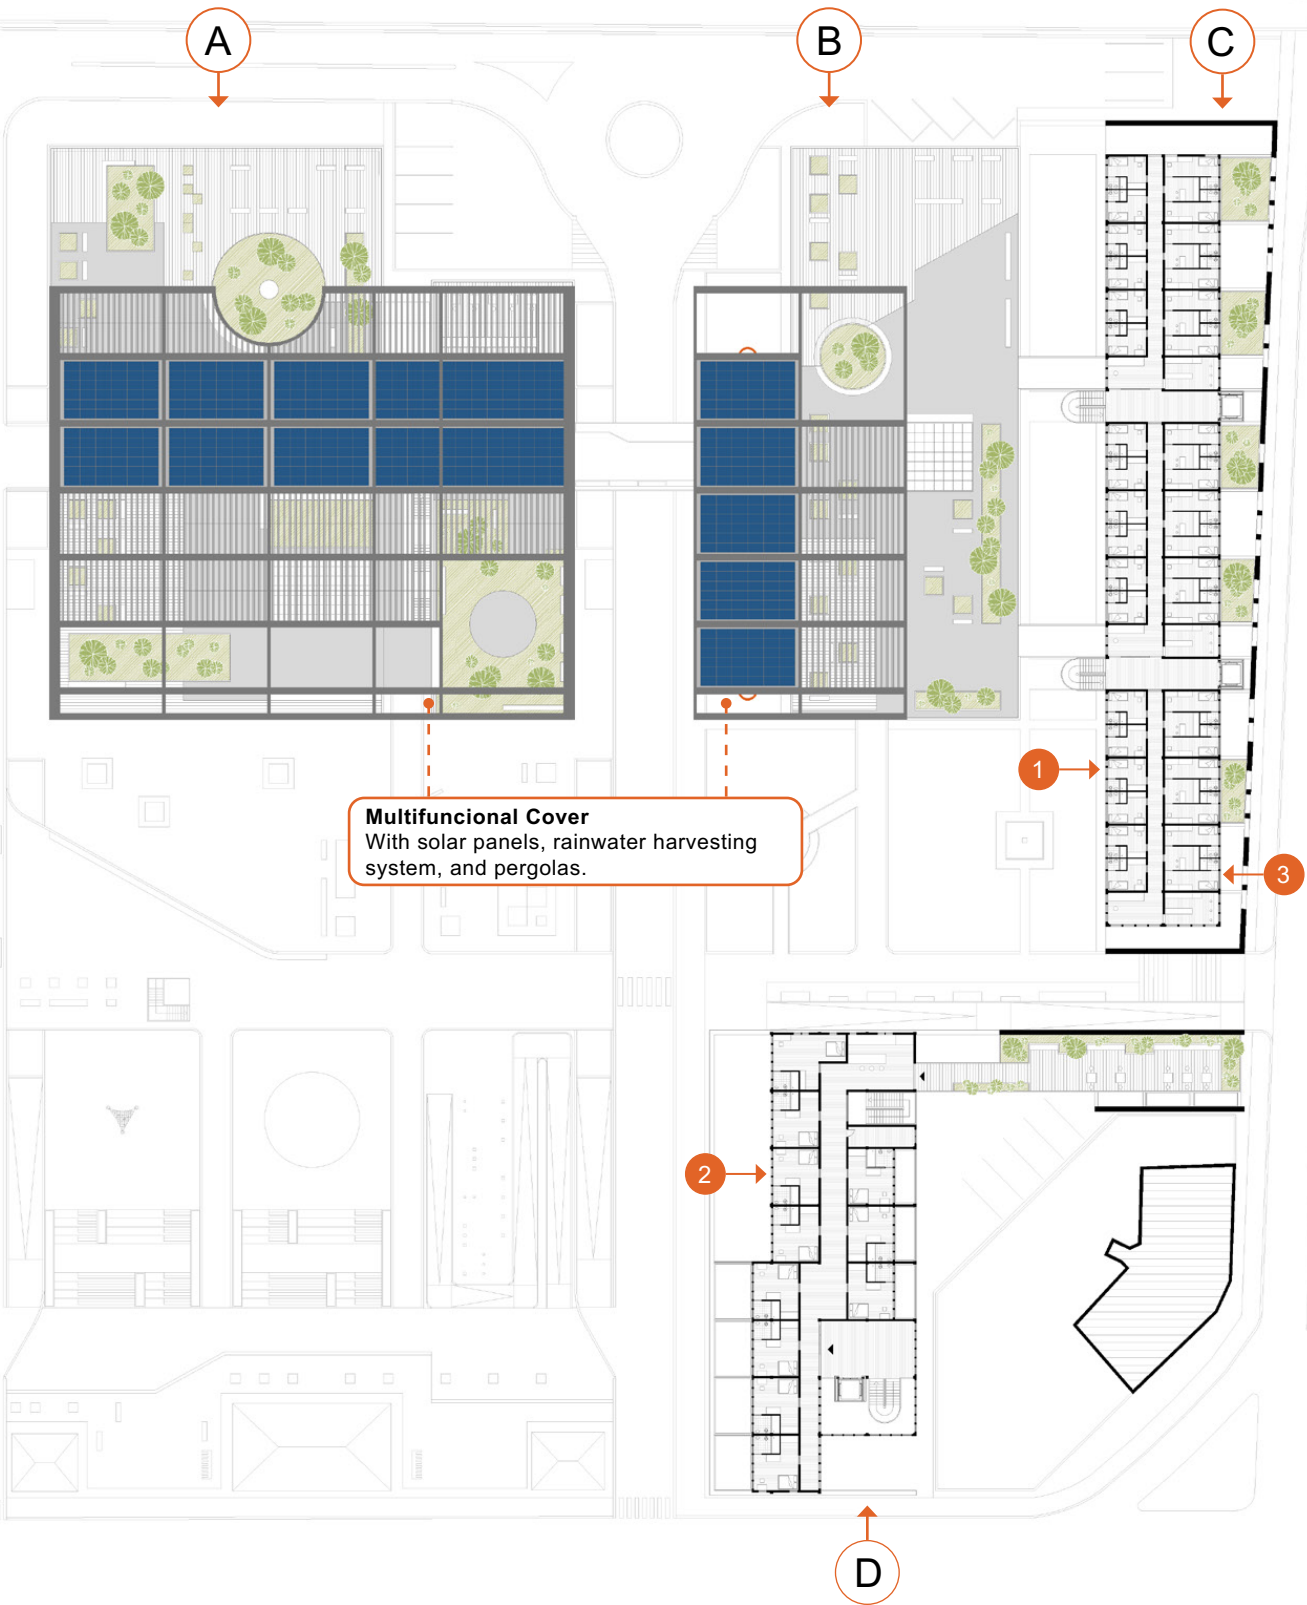 A
B
C
1
Multifuncional Cover
With solar panels, rainwater harvesting
system, and pergolas.
3
2
D